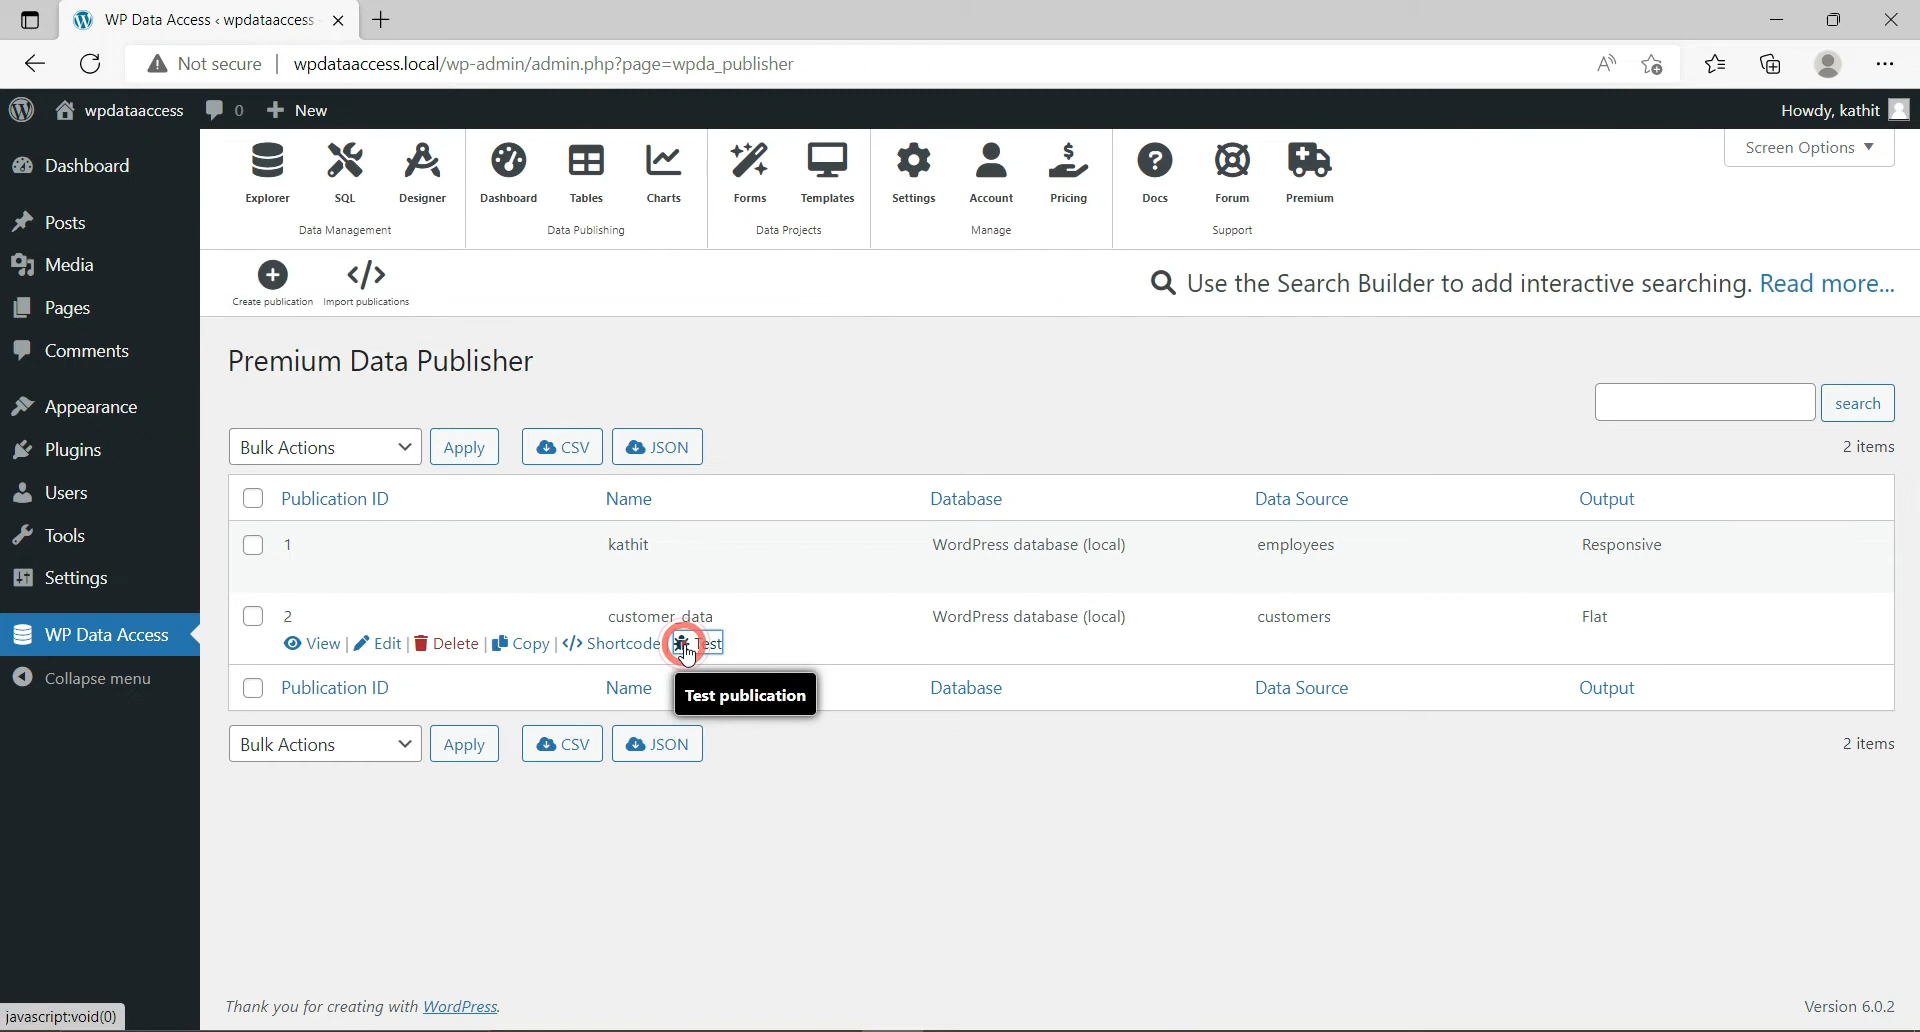 WP Data Access ‹ wpdataaccess
Not secure wpdataaccess.local/wp-admin/admin.php?page=wpda_publisher
wpdataaccess 0 New Howdy, kathit
Screen Options
Explorer SQL Designer Dashboard Tables Charts Forms Templates Settings Account Pricing Docs Forum Premium
Data Management Data Publishing Data Projects Manage Support
Create publication Import publications
Use the Search Builder to add interactive searching. Read more...
Dashboard
Posts
Media
Pages
Comments
Appearance
Plugins
Users
Tools
Settings
WP Data Access
Collapse menu
Premium Data Publisher
search
Bulk Actions Apply CSV JSON 2 items
Publication ID Name Database Data Source Output
1 kathit WordPress database (local) employees Responsive
2 customer_data WordPress database (local) customers Flat
View | Edit | Delete | Copy | </> Shortcode Test
Publication ID Name Database Data Source Output
Test publication
Bulk Actions Apply CSV JSON 2 items
Thank you for creating with WordPress. Version 6.0.2
javascript:void(0)